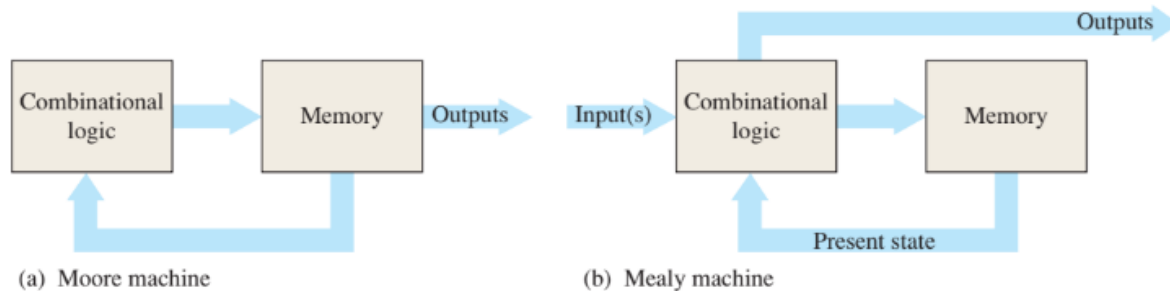 Combinational
logic
Memory
Outputs
(a) Moore machine
Outputs
Input(s)
Combinational
logic
Memory
Present state
(b) Mealy machine